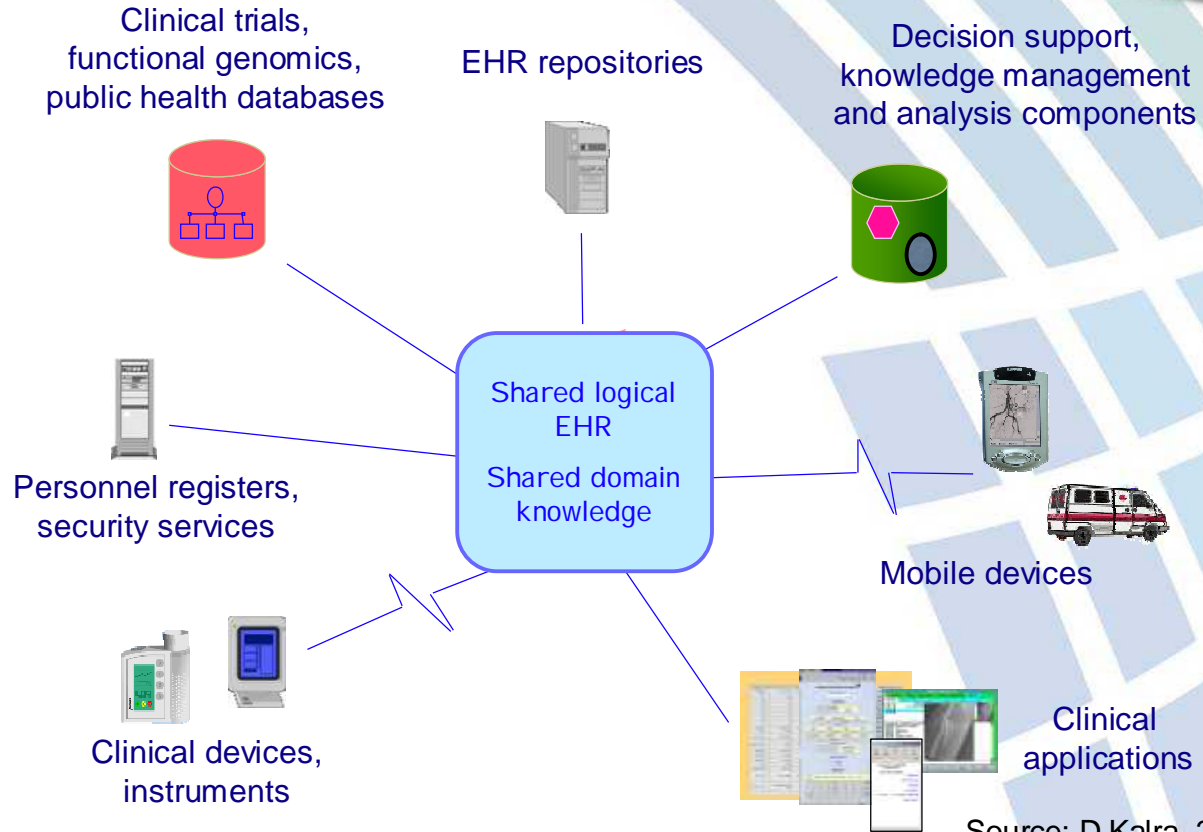 Clinical trials,
functional genomics,
public health databases
EHR repositories
Decision support,
knowledge management
and analysis components
Shared logical
EHR
Shared domain
knowledge
Personnel registers,
security services
Mobile devices
Clinical devices,
instruments
Clinical
applications
Source: D Kalra,